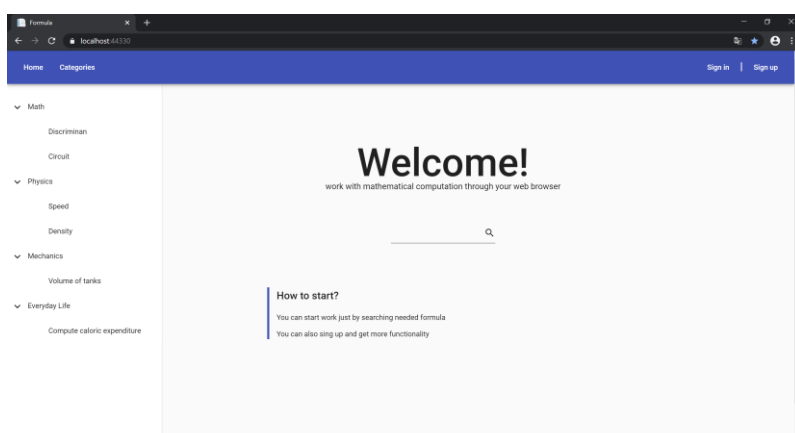 Formula
localhost:44330
Home Categories Sign in | Sign up
Math
Discriminan
Circuit
Physics
Speed
Density
Mechanics
Volume of tanks
Everyday Life
Compute caloric expenditure
Welcome!
work with mathematical computation through your web browser
How to start?
You can start work just by searching needed formula
You can also sing up and get more functionality